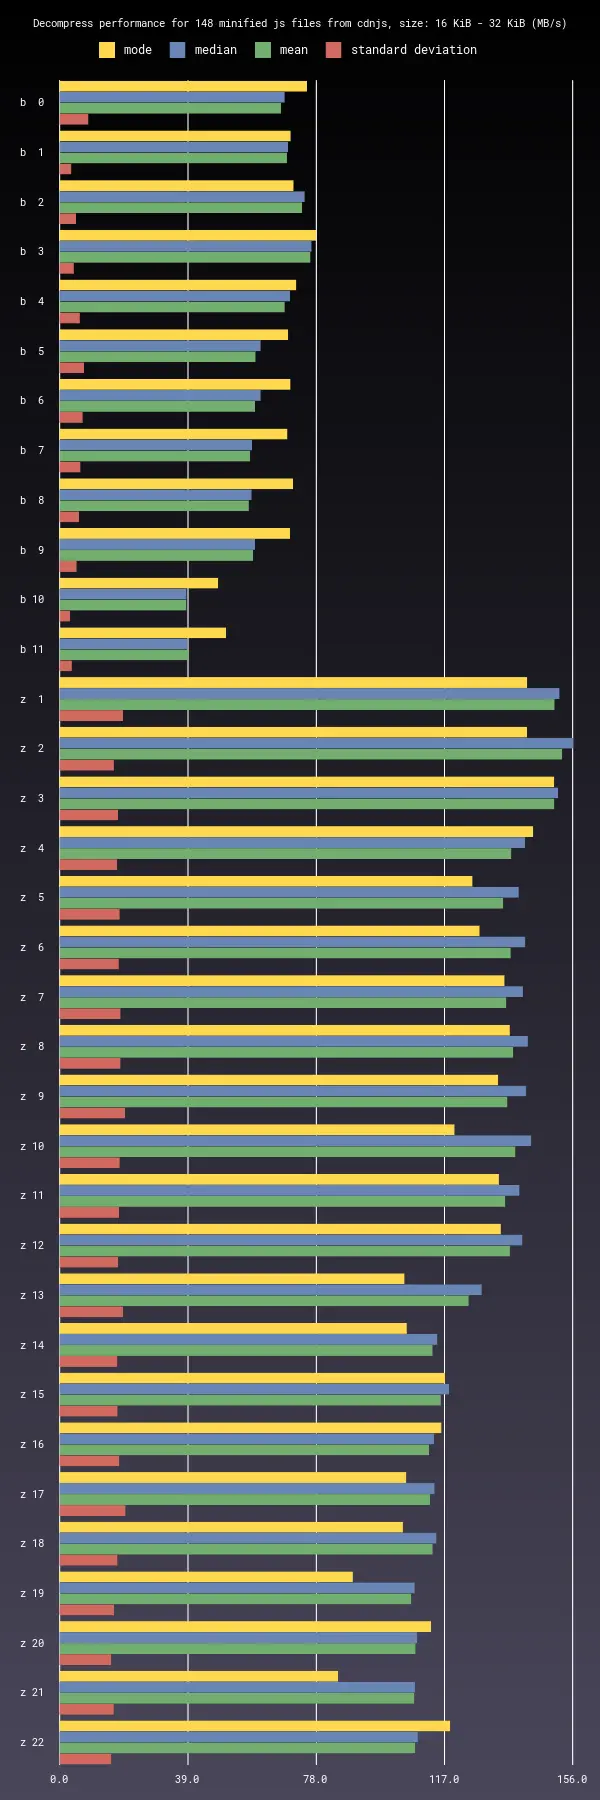 Decompress performance for 148 minified js files from cdnjs, size: 16 KiB - 32 KiB (MB/s)
mode median mean standard deviation
b 0
b 1
b 2
b 3
b 4
b 5
b 6
b 7
b 8
b 9
b 10
b 11
z 1
z 2
z 3
z 4
z 5
z 6
z 7
z 8
z 9
z 10
z 11
z 12
z 13
z 14
z 15
z 16
z 17
z 18
z 19
z 20
z 21
z 22
0.0 39.0 78.0 117.0 156.0